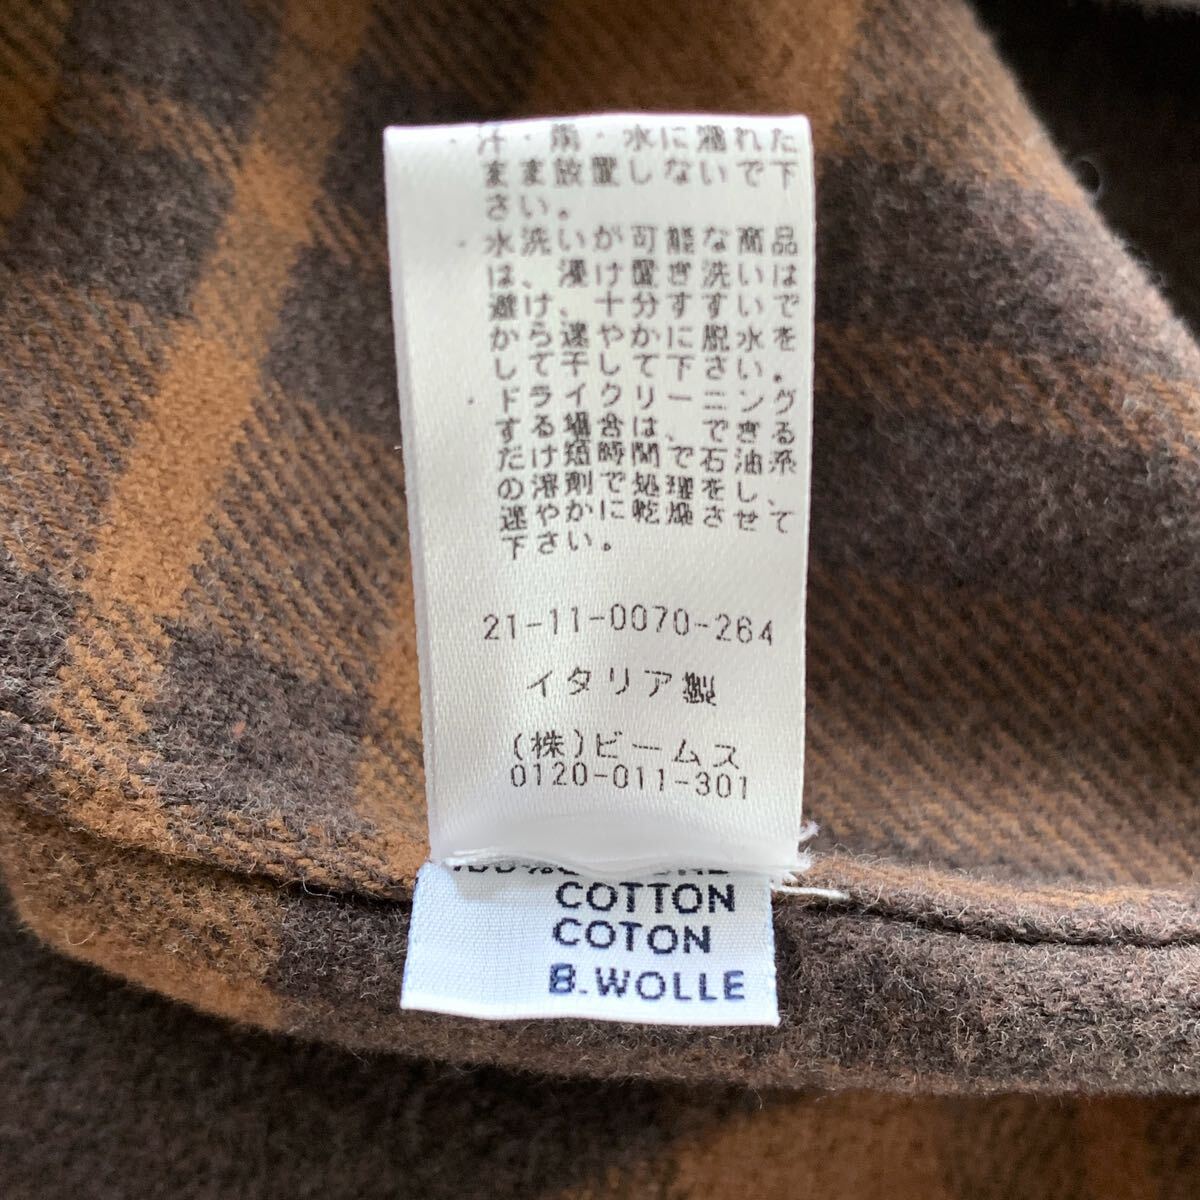 汗・雨・水に濡れた
まま放置しないで下
さい。
水洗いが可能な商品
は、浸け置き洗いは
避け、十分すすいで
から速やかに脱水を
して干して下さい。
ドライクリーニング
する場合は、できる
だけ短時間で石油系
の溶剤で処理をし、
速やかに乾燥させて
下さい。
21-11-0070-264
イタリア製
(株)ビームス
0120-011-301
COTTON
COTON
B.WOLLE